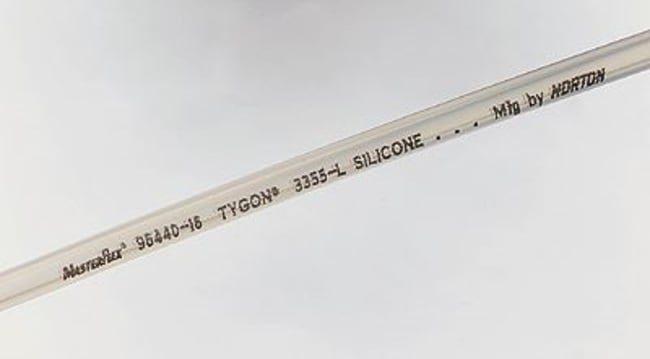 MASTERFLEX® 96440-16 TYGON® 3355-L SILICONE . . . Mfg by NORTON